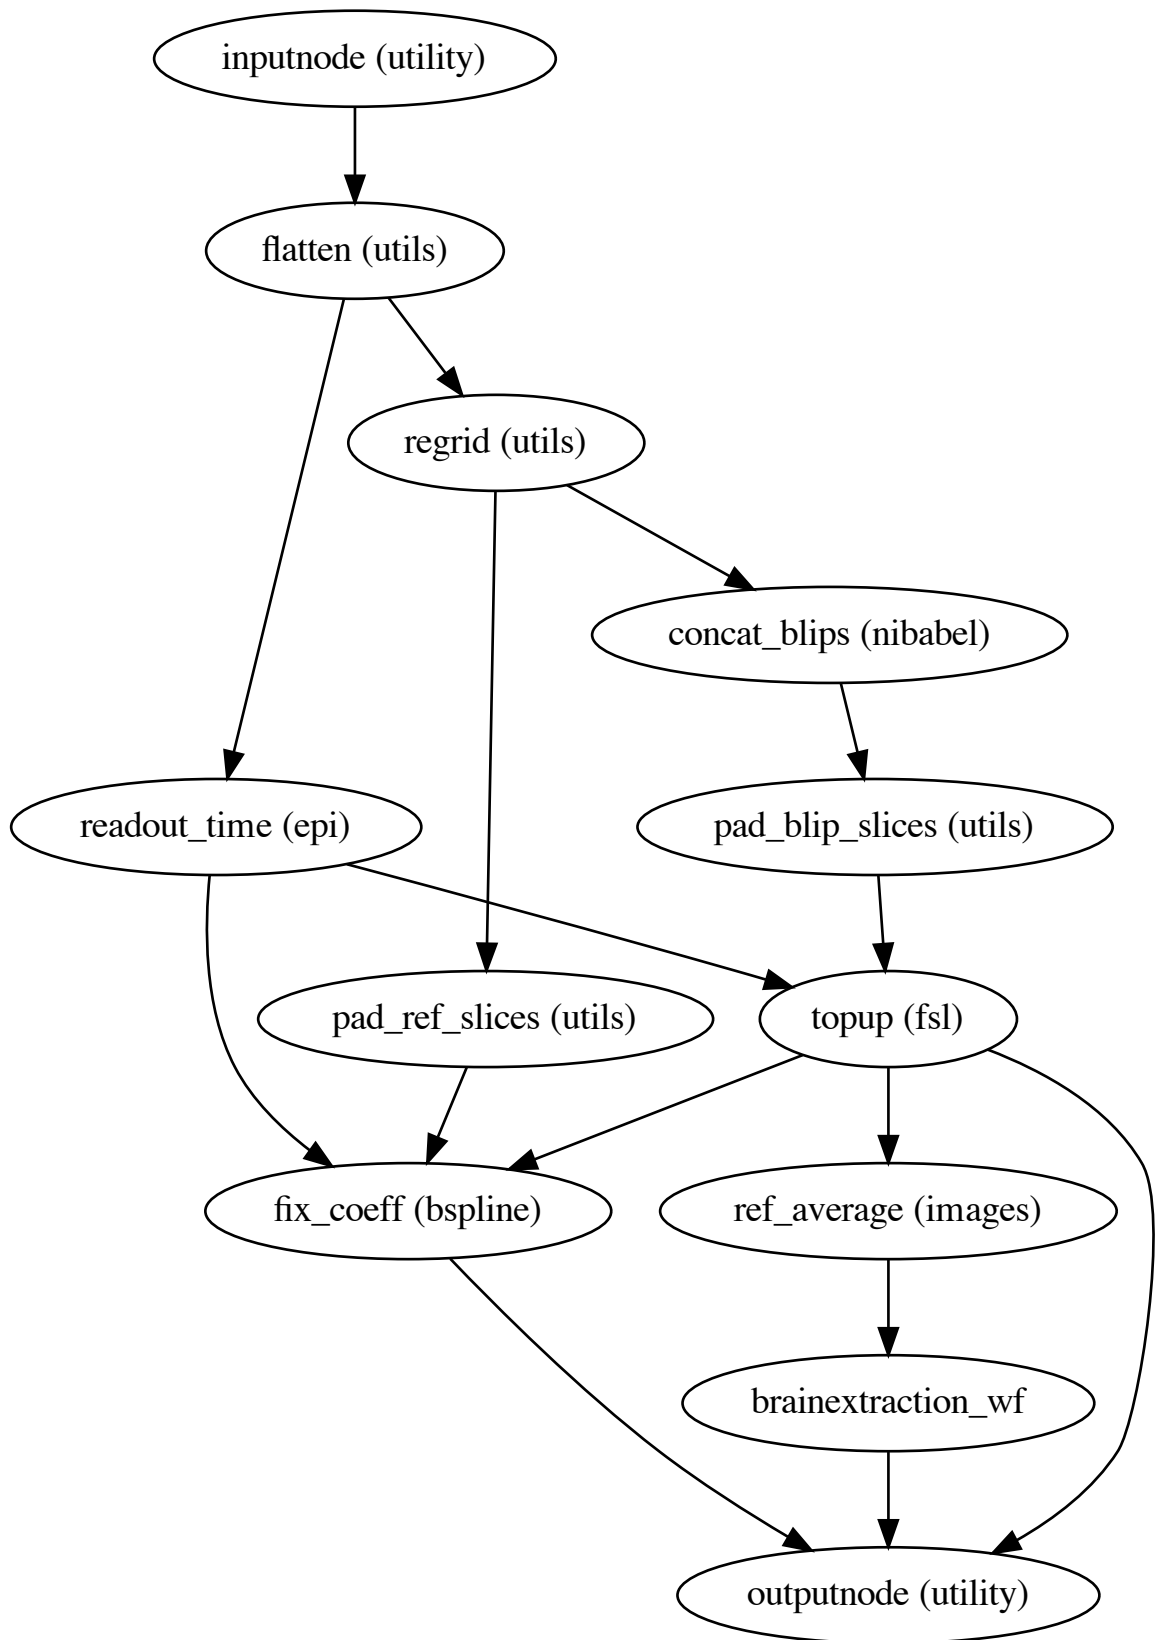 inputnode (utility)
flatten (utils)
regrid (utils)
concat_blips (nibabel)
readout_time (epi)
pad_blip_slices (utils)
pad_ref_slices (utils)
topup (fsl)
fix_coeff (bspline)
ref_average (images)
brainextraction_wf
outputnode (utility)